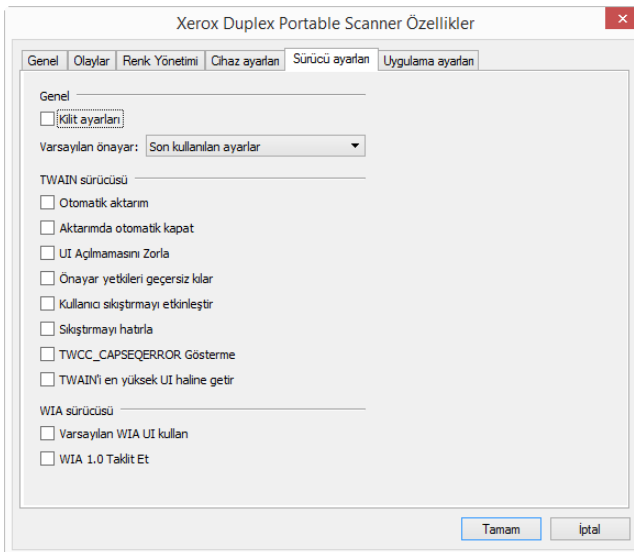 Xerox Duplex Portable Scanner Özellikler
Genel Olaylar Renk Yönetimi Cihaz ayarları Sürücü ayarları Uygulama ayarları
Genel
Kilit ayarları
Varsayılan önayar: Son kullanılan ayarlar
TWAIN sürücüsü
Otomatik aktarım
Aktarımda otomatik kapat
UI Açılmamasını Zorla
Önayar yetkileri geçersiz kılar
Kullanıcı sıkıştırmayı etkinleştir
Sıkıştırmayı hatırla
TWCC_CAPSEQERROR Gösterme
TWAIN'i en yüksek UI haline getir
WIA sürücüsü
Varsayılan WIA UI kullan
WIA 1.0 Taklit Et
Tamam İptal